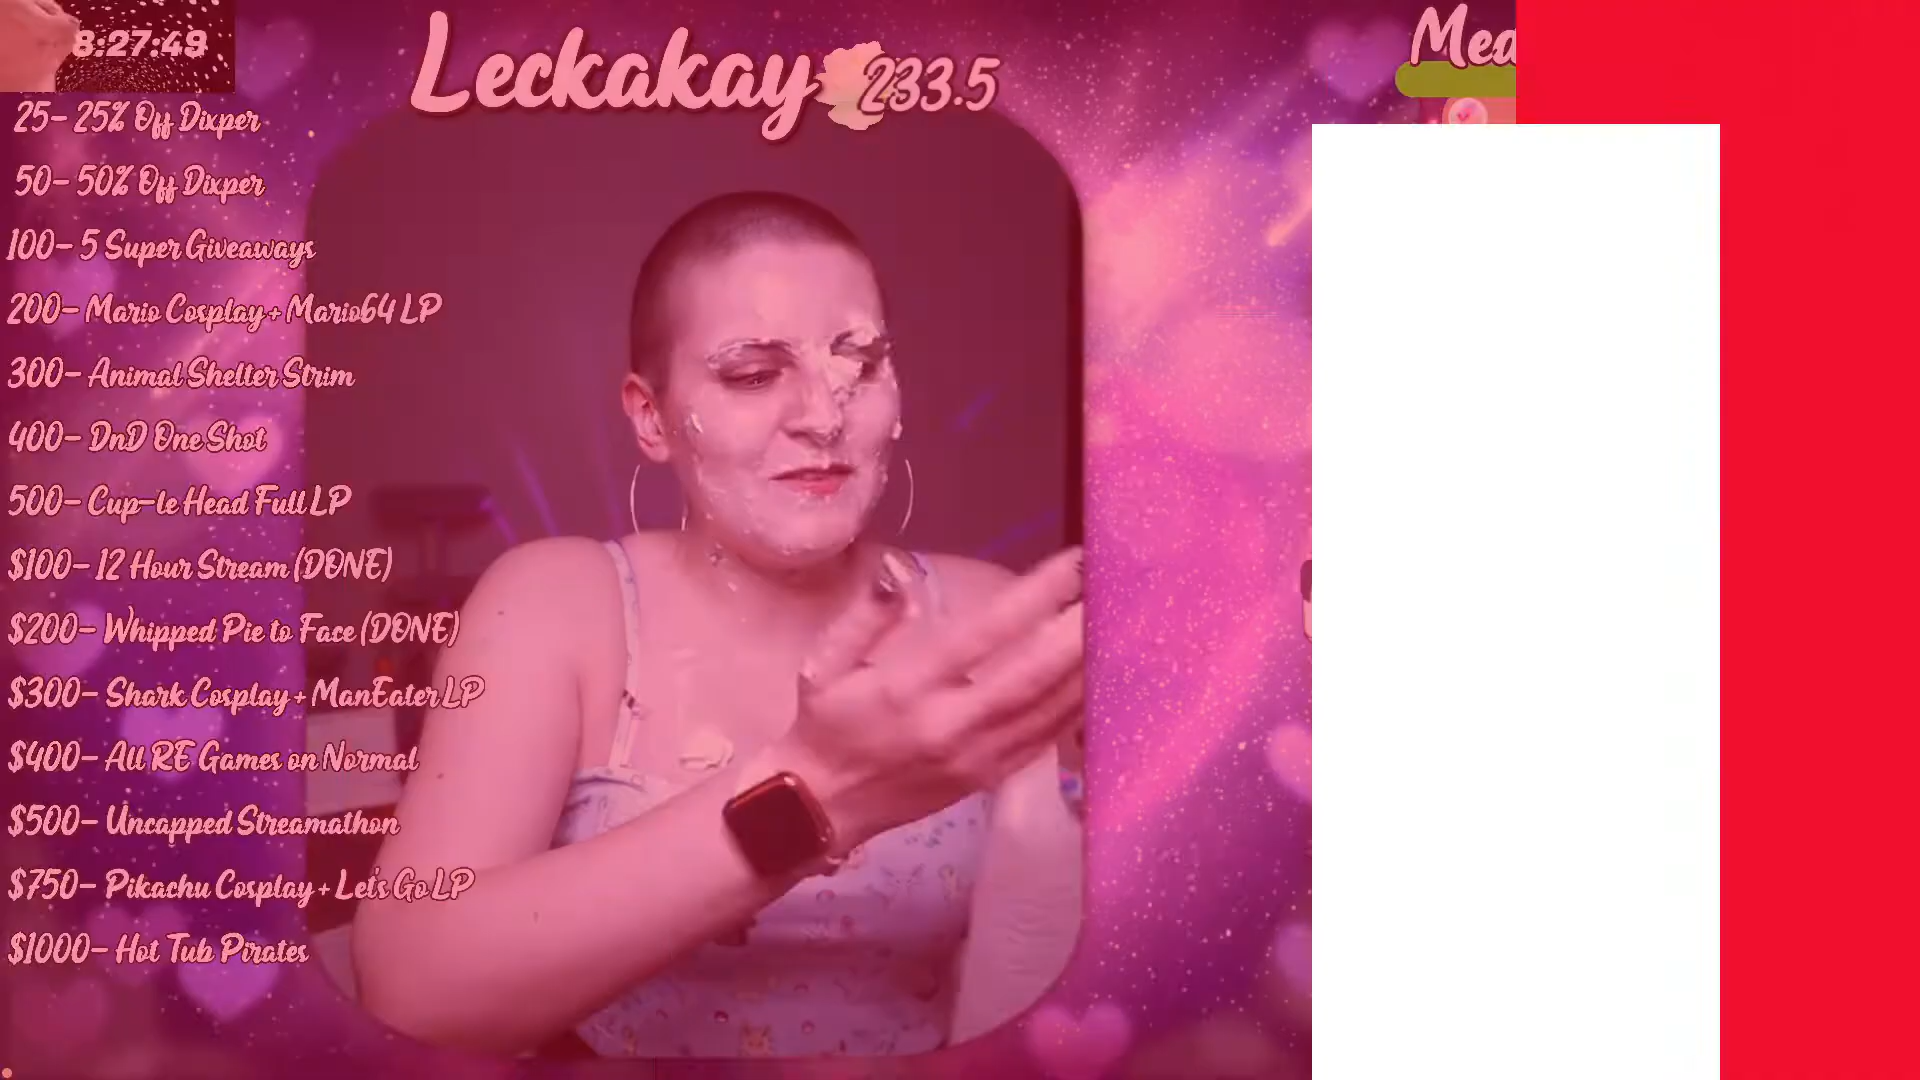 8:27:49
Leckakay 233.5
25- 25% Off Dixper
50- 50% Off Dixper
100- 5 Super Giveaways
200- Mario Cosplay + Mario64 LP
300- Animal Shelter Strim
400- DnD One Shot
500- Cup-le Head Full LP
$100- 12 Hour Stream (DONE)
$200- Whipped Pie to Face (DONE)
$300- Shark Cosplay + ManEater LP
$400- All RE Games on Normal
$500- Uncapped Streamathon
$750- Pikachu Cosplay + Let's Go LP
$1000- Hot Tub Pirates